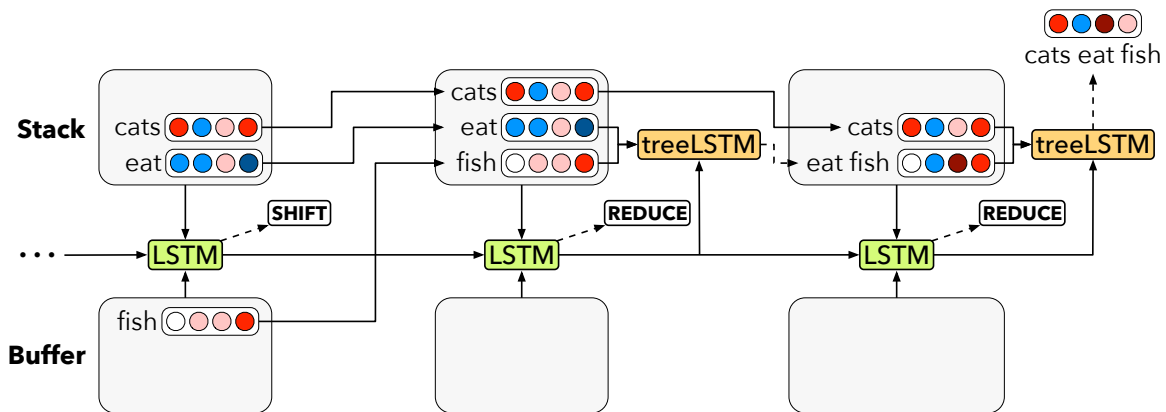 cats eat fish
Stack
cats
eat
cats
eat
fish
treeLSTM
cats
eat fish
treeLSTM
SHIFT
REDUCE
REDUCE
...
LSTM
LSTM
LSTM
fish
Buffer